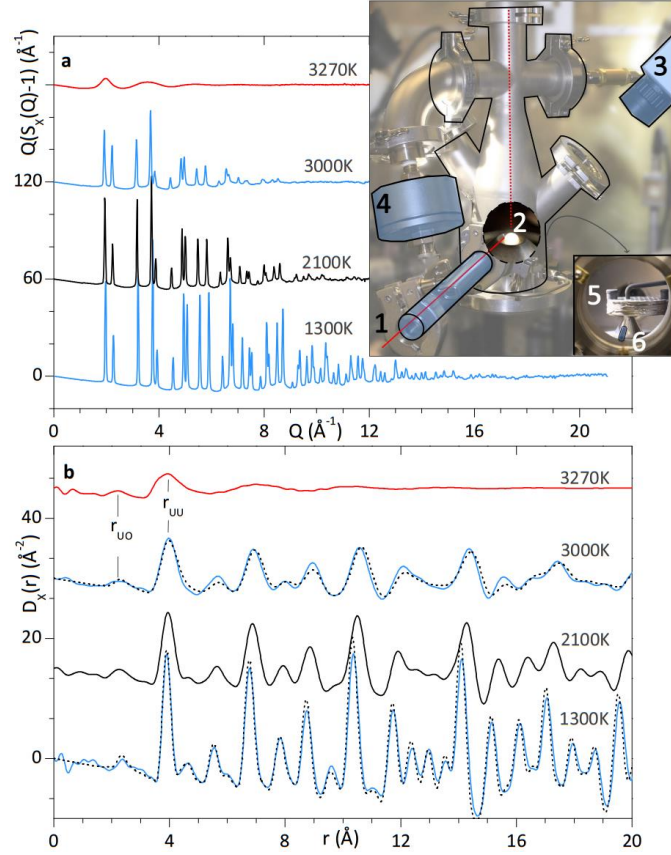 a
Q(Sₓ(Q)-1) (Å⁻¹)
3270K
3000K
2100K
1300K
120
60
0
0 4 8 12 16 20
Q (Å⁻¹)
1
2
3
4
5
6
b
Dₓ(r) (Å⁻²)
3270K
r_UO
r_UU
3000K
2100K
1300K
40
20
0
0 4 8 12 16 20
r (Å)